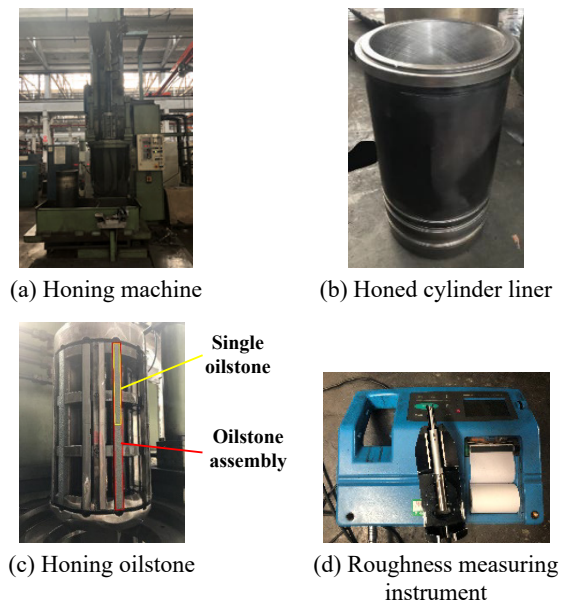 (a) Honing machine
(b) Honed cylinder liner
Single
oilstone
Oilstone
assembly
(c) Honing oilstone
(d) Roughness measuring
instrument